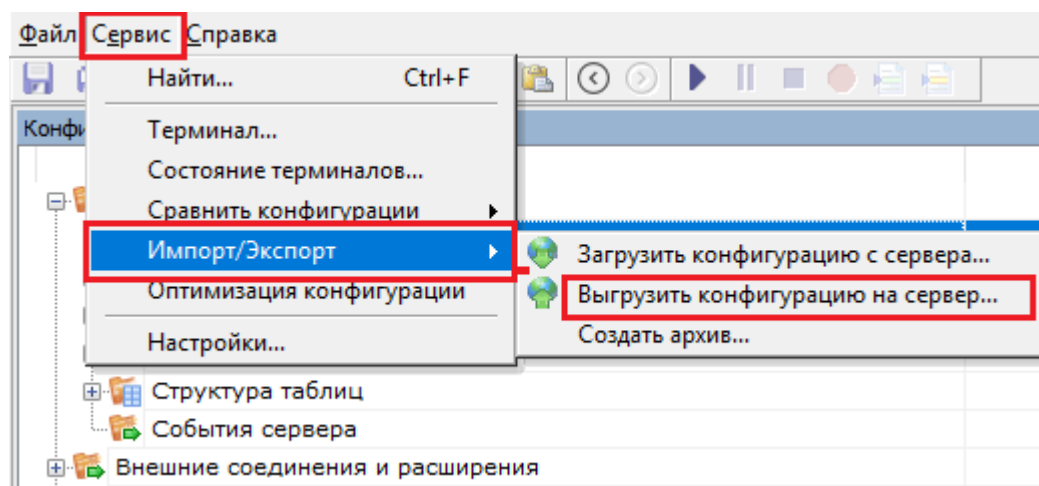 Файл Сервис Справка
Найти... Ctrl+F
Конфи
Терминал...
Состояние терминалов...
Сравнить конфигурации
Импорт/Экспорт
Загрузить конфигурацию с сервера...
Оптимизация конфигурации
Выгрузить конфигурацию на сервер...
Настройки...
Создать архив...
Структура таблиц
События сервера
Внешние соединения и расширения